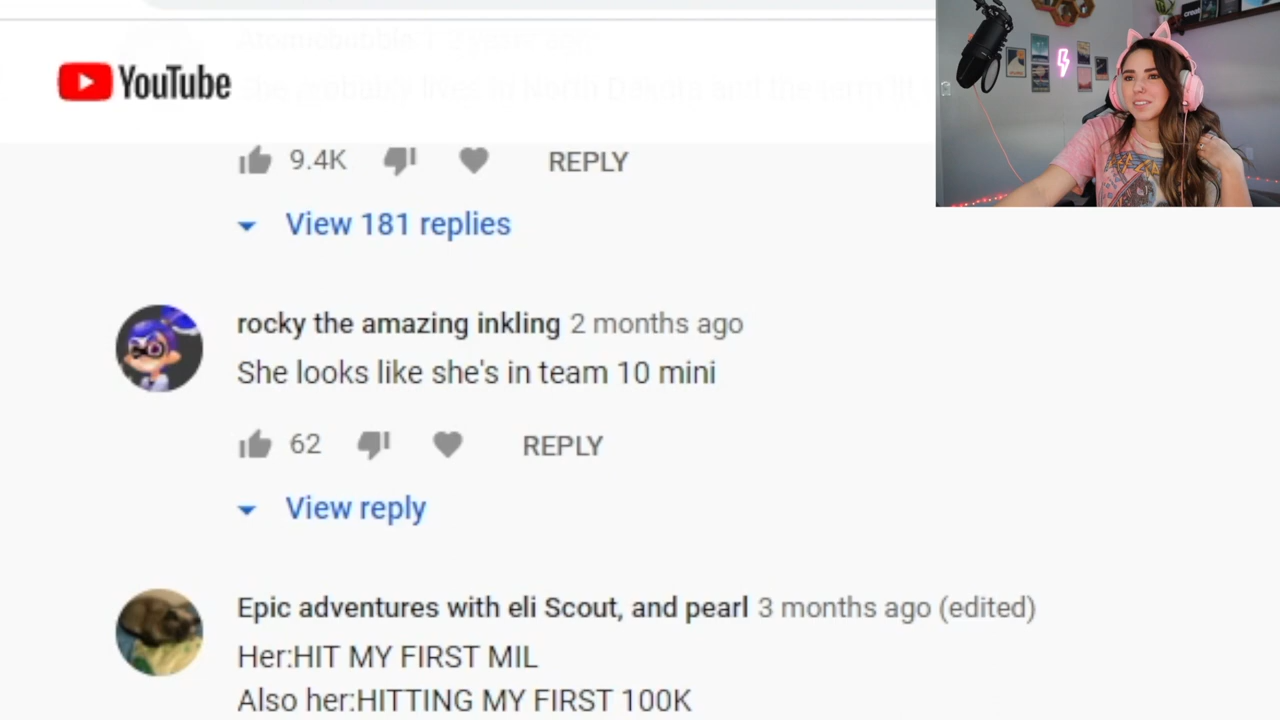 YouTube
9.4K
REPLY
View 181 replies
rocky the amazing inkling 2 months ago
She looks like she's in team 10 mini
62
REPLY
View reply
Epic adventures with eli Scout, and pearl 3 months ago (edited)
Her:HIT MY FIRST MIL
Also her:HITTING MY FIRST 100K